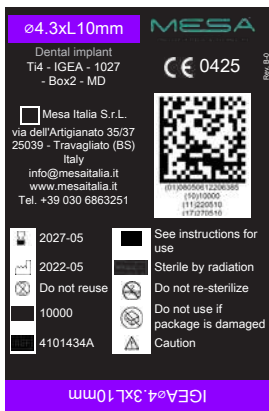 ⌀4.3xL10mm
MESA
Dental implant
Ti4 - IGEA - 1027
- Box2 - MD
CE 0425
Rev. B-0
Mesa Italia S.r.L.
via dell'Artigianato 35/37
25039 - Travagliato (BS)
Italy
info@mesaitalia.it
www.mesaitalia.it
Tel. +39 030 6863251
(01)08050612206385
(10)10000
(11)220510
(17)270510
2027-05
See instructions for
use
2022-05
Sterile by radiation
Do not reuse
Do not re-sterilize
10000
Do not use if
package is damaged
4101434A
Caution
IGEA⌀4.3xL10mm